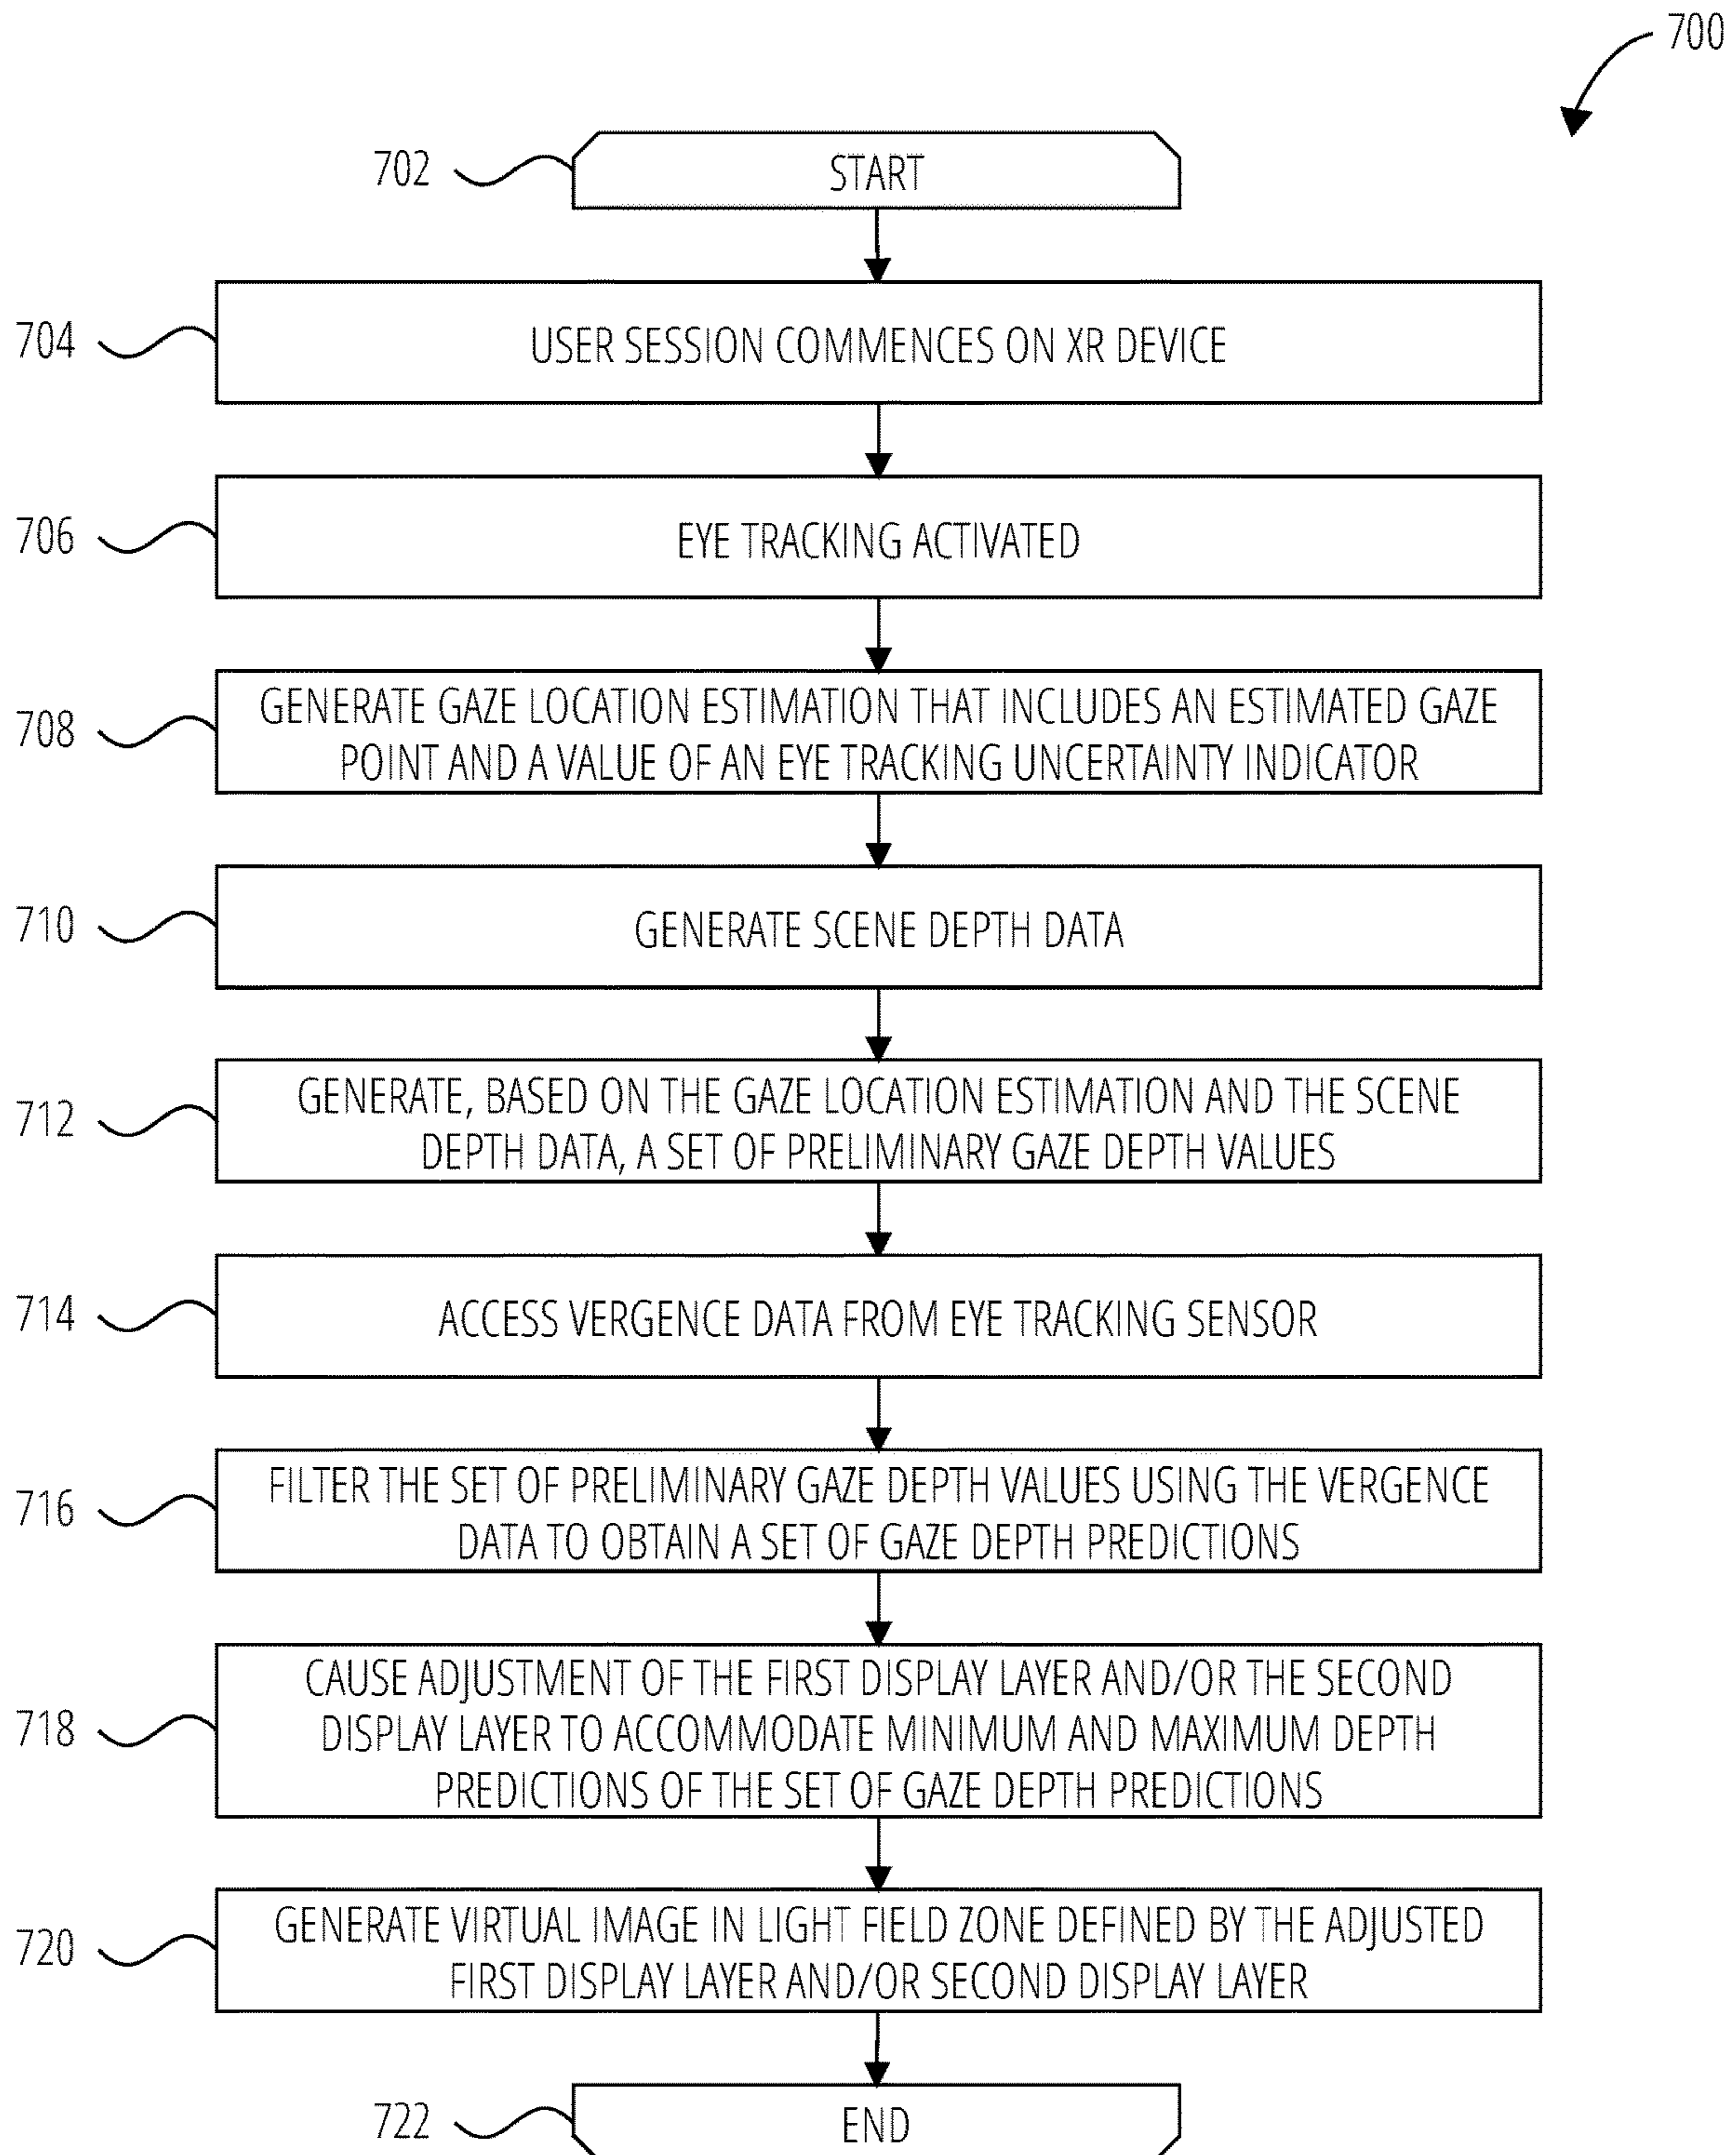 700
702
START
704
USER SESSION COMMENCES ON XR DEVICE
706
EYE TRACKING ACTIVATED
708
GENERATE GAZE LOCATION ESTIMATION THAT INCLUDES AN ESTIMATED GAZE
POINT AND A VALUE OF AN EYE TRACKING UNCERTAINTY INDICATOR
710
GENERATE SCENE DEPTH DATA
712
GENERATE, BASED ON THE GAZE LOCATION ESTIMATION AND THE SCENE
DEPTH DATA, A SET OF PRELIMINARY GAZE DEPTH VALUES
714
ACCESS VERGENCE DATA FROM EYE TRACKING SENSOR
716
FILTER THE SET OF PRELIMINARY GAZE DEPTH VALUES USING THE VERGENCE
DATA TO OBTAIN A SET OF GAZE DEPTH PREDICTIONS
718
CAUSE ADJUSTMENT OF THE FIRST DISPLAY LAYER AND/OR THE SECOND
DISPLAY LAYER TO ACCOMMODATE MINIMUM AND MAXIMUM DEPTH
PREDICTIONS OF THE SET OF GAZE DEPTH PREDICTIONS
720
GENERATE VIRTUAL IMAGE IN LIGHT FIELD ZONE DEFINED BY THE ADJUSTED
FIRST DISPLAY LAYER AND/OR SECOND DISPLAY LAYER
722
END